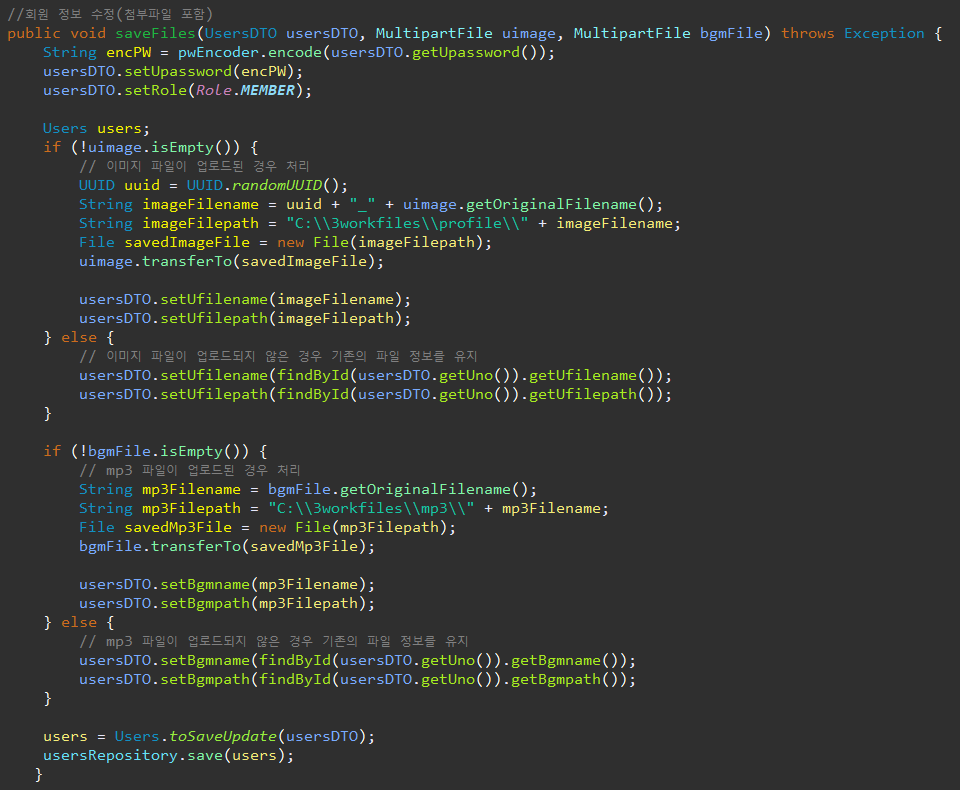 //회원 정보 수정(첨부파일 포함)
public void saveFiles(UsersDTO usersDTO, MultipartFile uimage, MultipartFile bgmFile) throws Exception {
    String encPW = pwEncoder.encode(usersDTO.getUpassword());
    usersDTO.setUpassword(encPW);
    usersDTO.setRole(Role.MEMBER);

    Users users;
    if (!uimage.isEmpty()) {
        // 이미지 파일이 업로드된 경우 처리
        UUID uuid = UUID.randomUUID();
        String imageFilename = uuid + "_" + uimage.getOriginalFilename();
        String imageFilepath = "C:\\3workfiles\\profile\\" + imageFilename;
        File savedImageFile = new File(imageFilepath);
        uimage.transferTo(savedImageFile);

        usersDTO.setUfilename(imageFilename);
        usersDTO.setUfilepath(imageFilepath);
    } else {
        // 이미지 파일이 업로드되지 않은 경우 기존의 파일 정보를 유지
        usersDTO.setUfilename(findById(usersDTO.getUno()).getUfilename());
        usersDTO.setUfilepath(findById(usersDTO.getUno()).getUfilepath());
    }

    if (!bgmFile.isEmpty()) {
        // mp3 파일이 업로드된 경우 처리
        String mp3Filename = bgmFile.getOriginalFilename();
        String mp3Filepath = "C:\\3workfiles\\mp3\\" + mp3Filename;
        File savedMp3File = new File(mp3Filepath);
        bgmFile.transferTo(savedMp3File);

        usersDTO.setBgmname(mp3Filename);
        usersDTO.setBgmpath(mp3Filepath);
    } else {
        // mp3 파일이 업로드되지 않은 경우 기존의 파일 정보를 유지
        usersDTO.setBgmname(findById(usersDTO.getUno()).getBgmname());
        usersDTO.setBgmpath(findById(usersDTO.getUno()).getBgmpath());
    }

    users = Users.toSaveUpdate(usersDTO);
    usersRepository.save(users);
   }